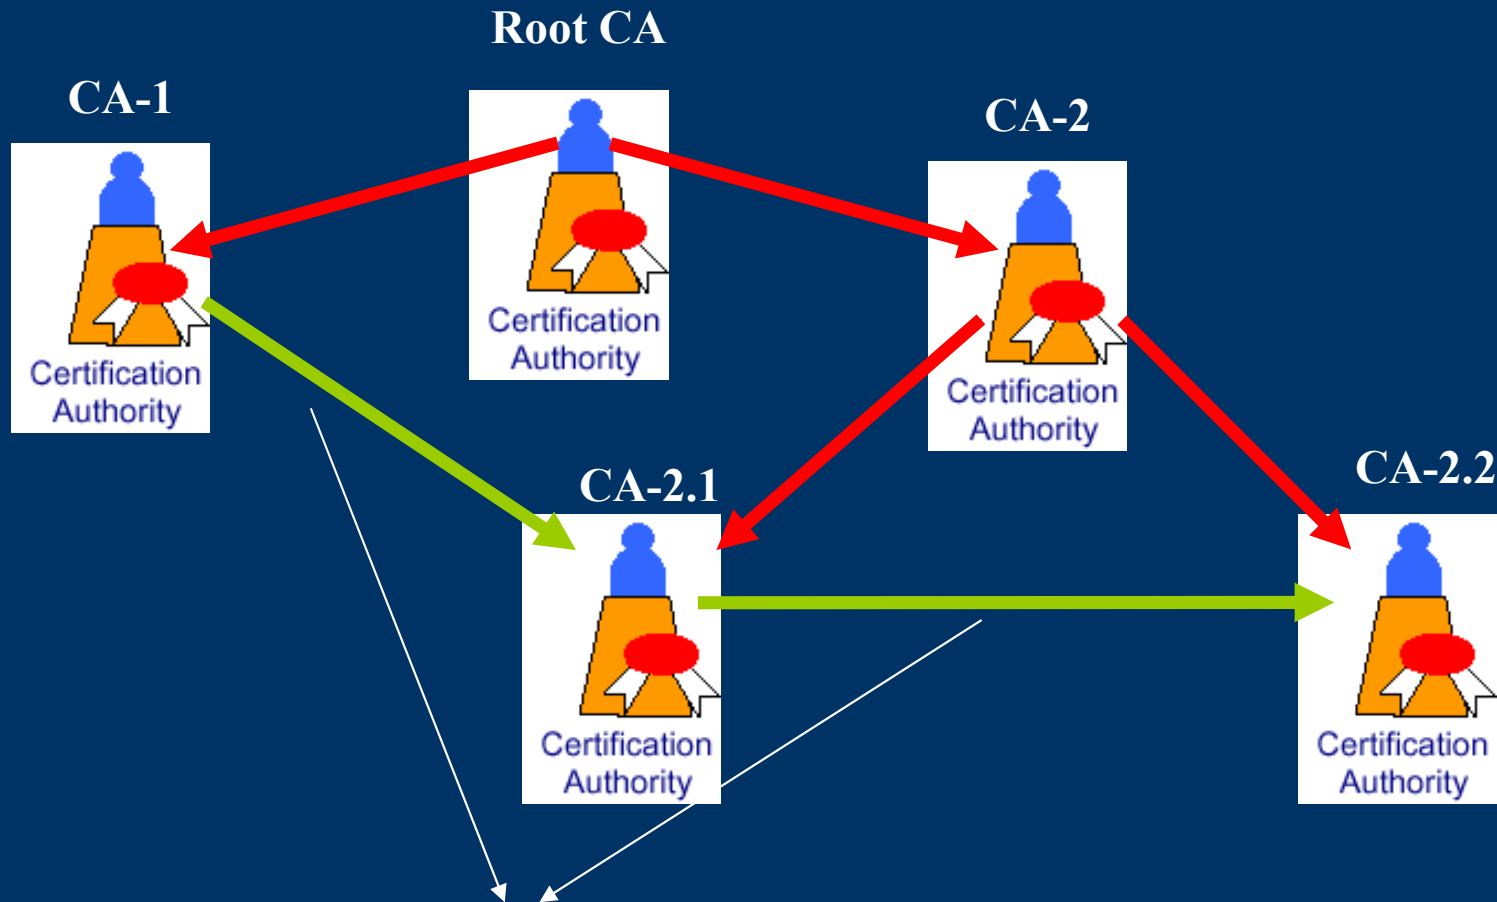 Root CA
CA-1
CA-2
Certification
Authority
Certification
Authority
Certification
Authority
CA-2.1
CA-2.2
Certification
Authority
Certification
Authority